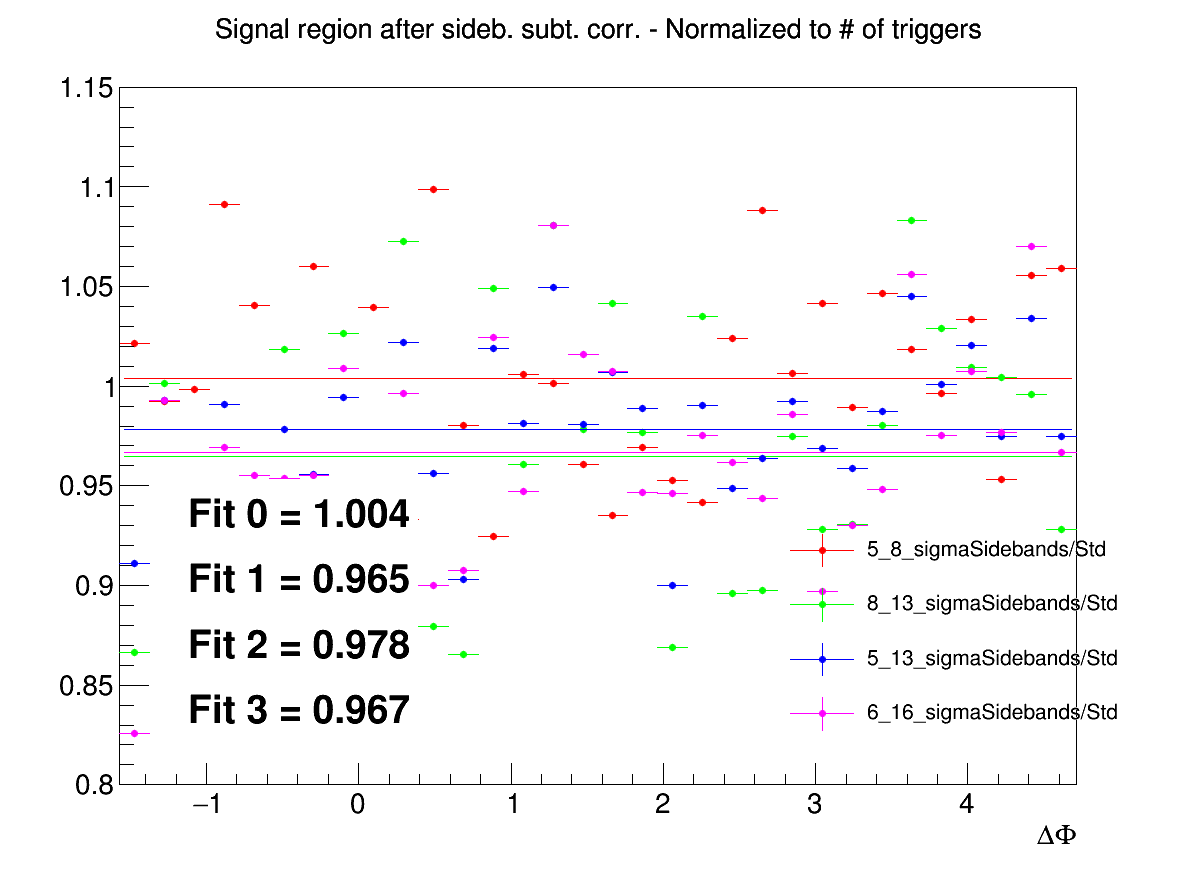 Signal region after sideb. subt. corr. - Normalized to # of triggers
1.15
1.1
1.05
1
0.95
0.9
0.85
0.8
Fit 0 = 1.004
Fit 1 = 0.965
Fit 2 = 0.978
Fit 3 = 0.967
5_8_sigmaSidebands/Std
8_13_sigmaSidebands/Std
5_13_sigmaSidebands/Std
6_16_sigmaSidebands/Std
−1 0 1 2 3 4
ΔΦ